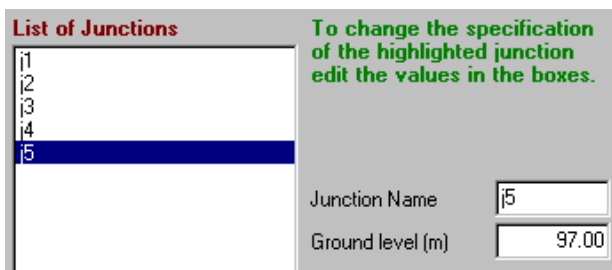 List of Junctions
j1
j2
j3
j4
j5
To change the specification
of the highlighted junction
edit the values in the boxes.
Junction Name j5
Ground level (m) 97.00